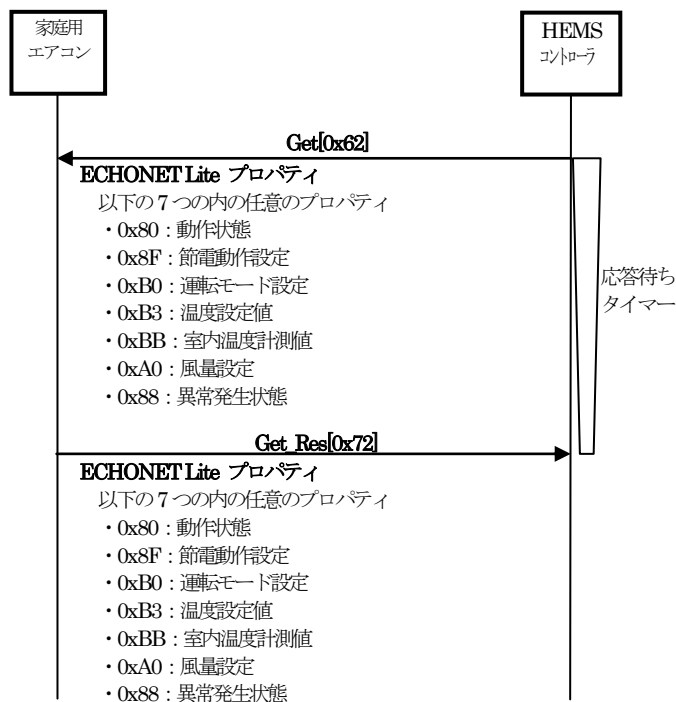 家庭用
エアコン
HEMS
コントローラ
Get[0x62]
ECHONET Lite プロパティ
以下の7つの内の任意のプロパティ
・0x80：動作状態
・0x8F：節電動作設定
・0xB0：運転モード設定
・0xB3：温度設定値
・0xBB：室内温度計測値
・0xA0：風量設定
・0x88：異常発生状態
応答待ち
タイマー
Get_Res[0x72]
ECHONET Lite プロパティ
以下の7つの内の任意のプロパティ
・0x80：動作状態
・0x8F：節電動作設定
・0xB0：運転モード設定
・0xB3：温度設定値
・0xBB：室内温度計測値
・0xA0：風量設定
・0x88：異常発生状態